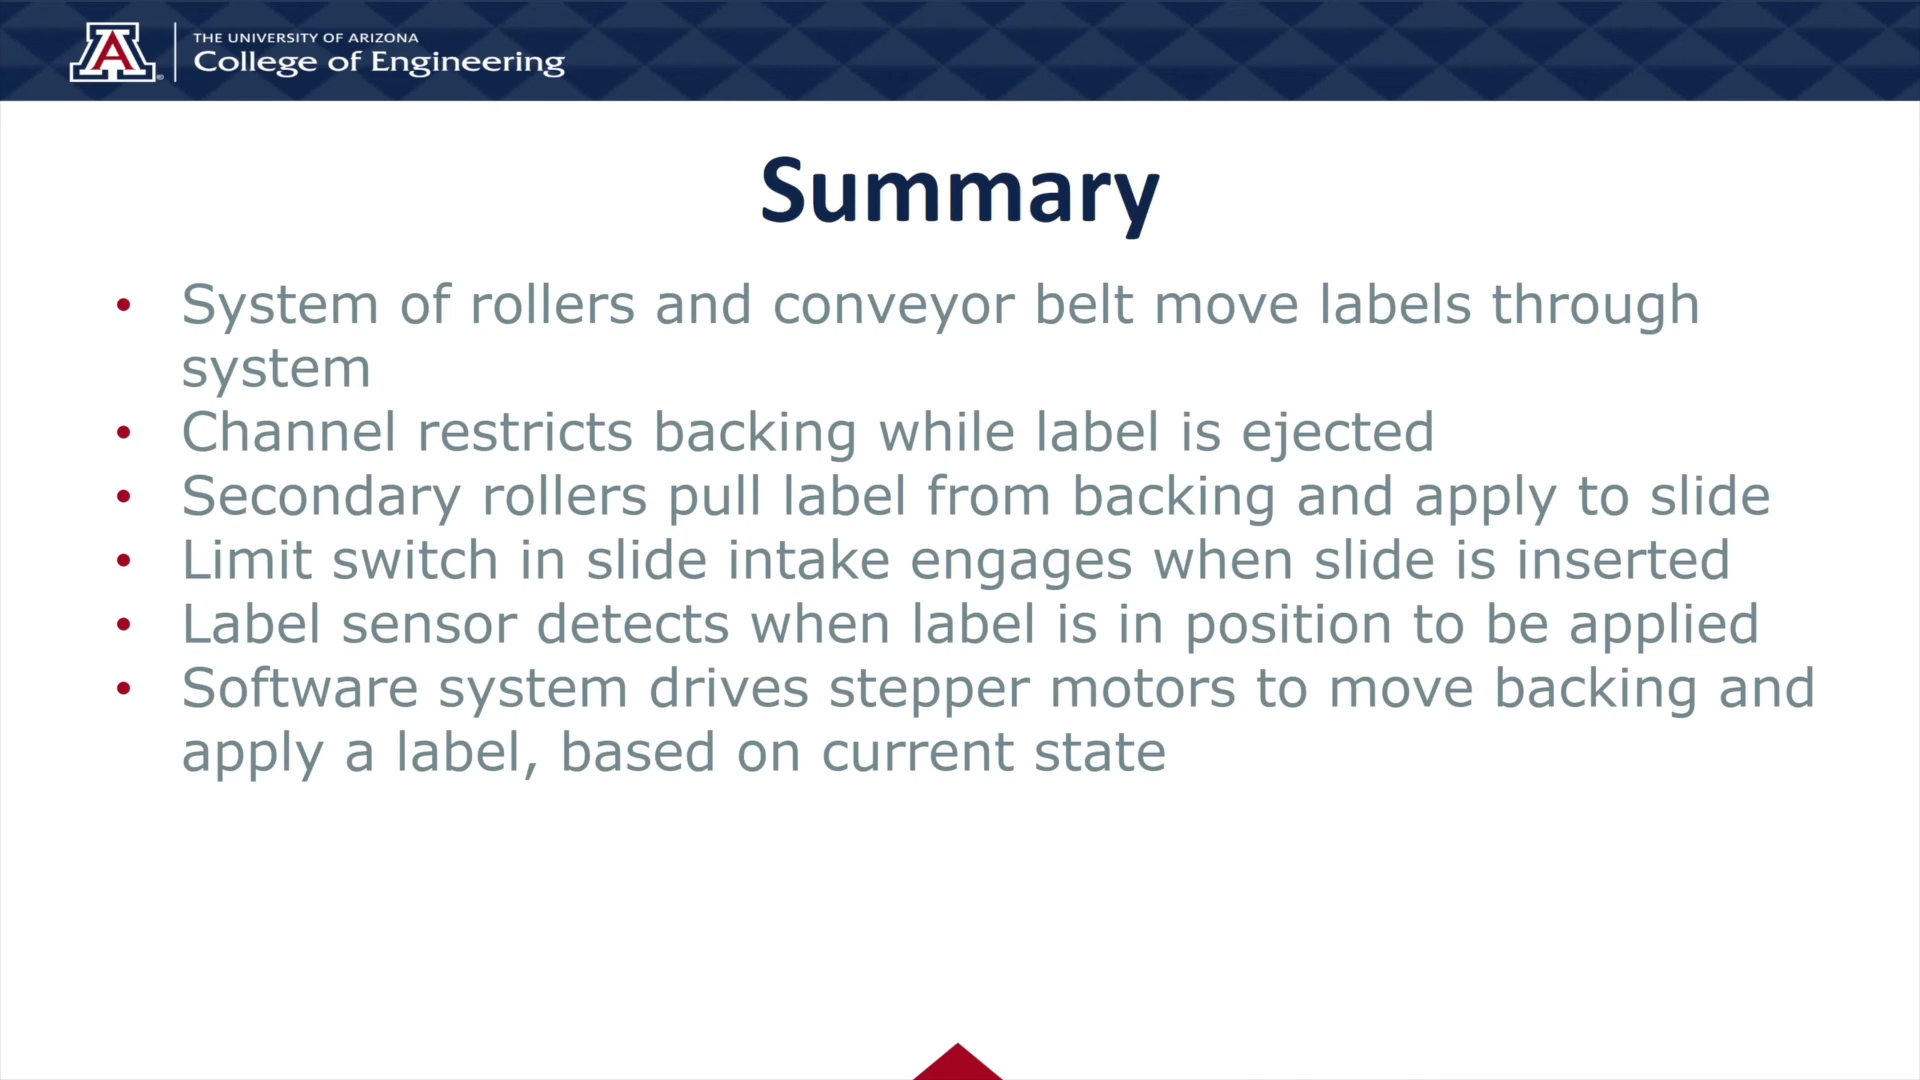 THE UNIVERSITY OF ARIZONA
College of Engineering
Summary
• System of rollers and conveyor belt move labels through
system
• Channel restricts backing while label is ejected
• Secondary rollers pull label from backing and apply to slide
• Limit switch in slide intake engages when slide is inserted
• Label sensor detects when label is in position to be applied
• Software system drives stepper motors to move backing and
apply a label, based on current state